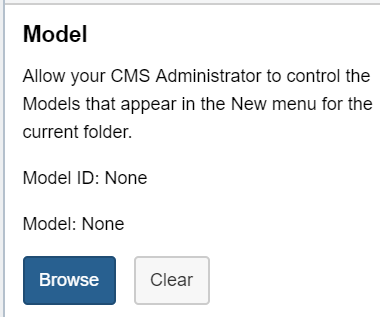 Model
Allow your CMS Administrator to control the
Models that appear in the New menu for the
current folder.
Model ID: None
Model: None
Browse Clear